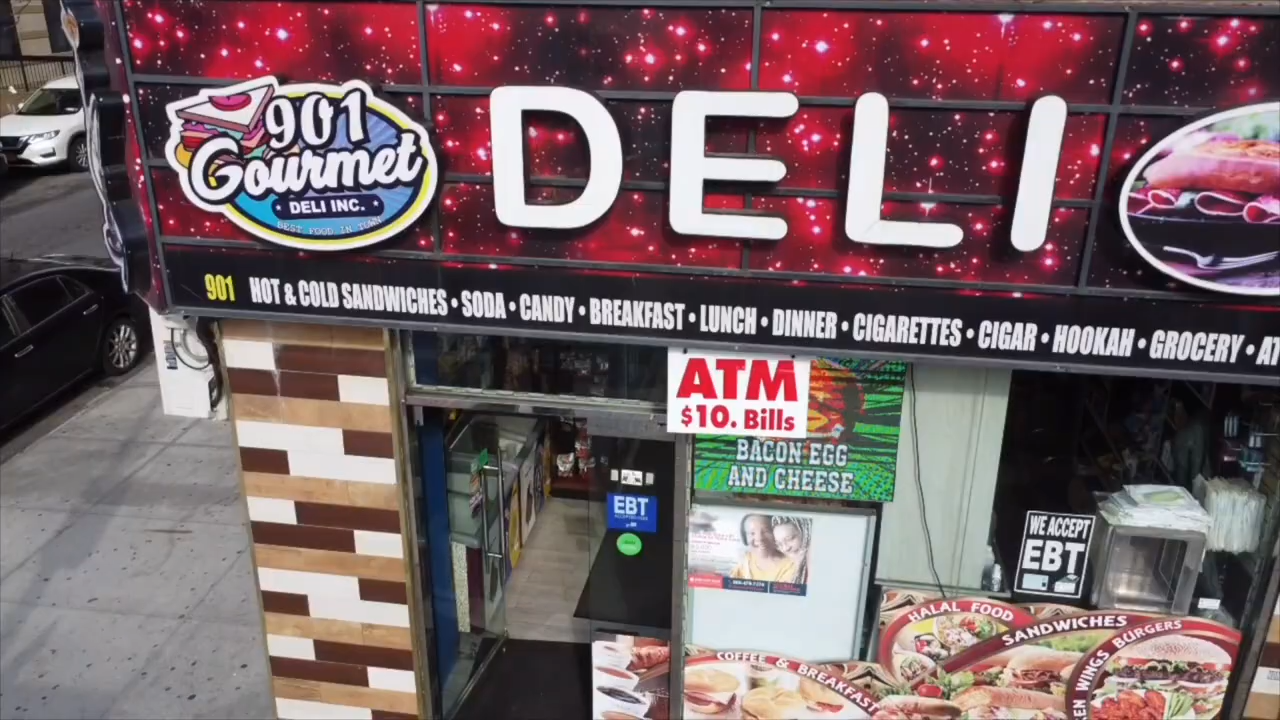 901
Gourmet
DELI INC.
BEST FOOD IN TOWN
DELI
901 HOT & COLD SANDWICHES • SODA • CANDY • BREAKFAST • LUNCH • DINNER • CIGARETTES • CIGAR • HOOKAH • GROCERY • AT
ATM
$10. Bills
BACON EGG
AND CHEESE
EBT
WE ACCEPT
EBT
HALAL FOOD
SANDWICHES
BURGERS
WINGS
COFFEE & BREAKFAST